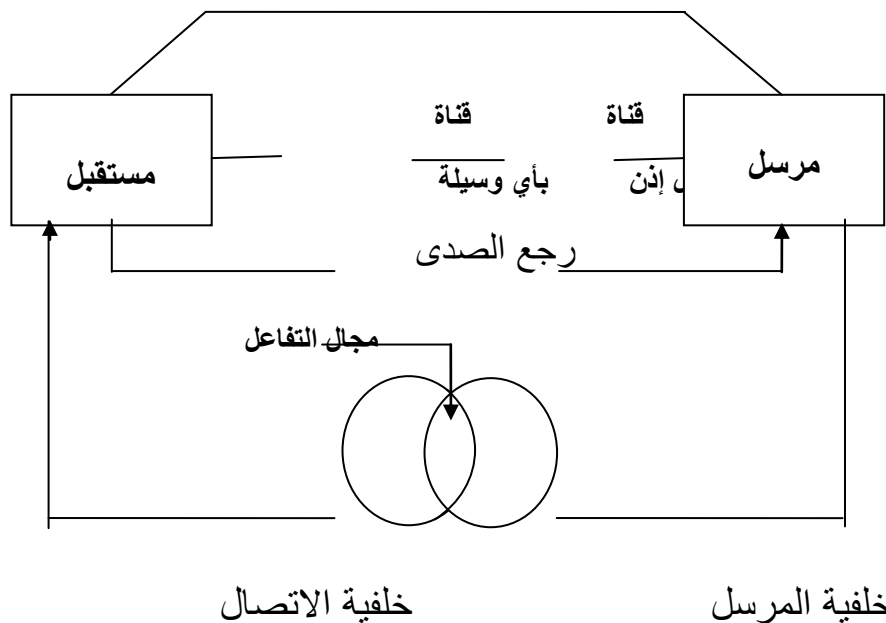 قناة قناة
مرسل
إذن بأي وسيلة
مستقبل
رجع الصدى
مجال التفاعل
خلفية المرسل خلفية الاتصال